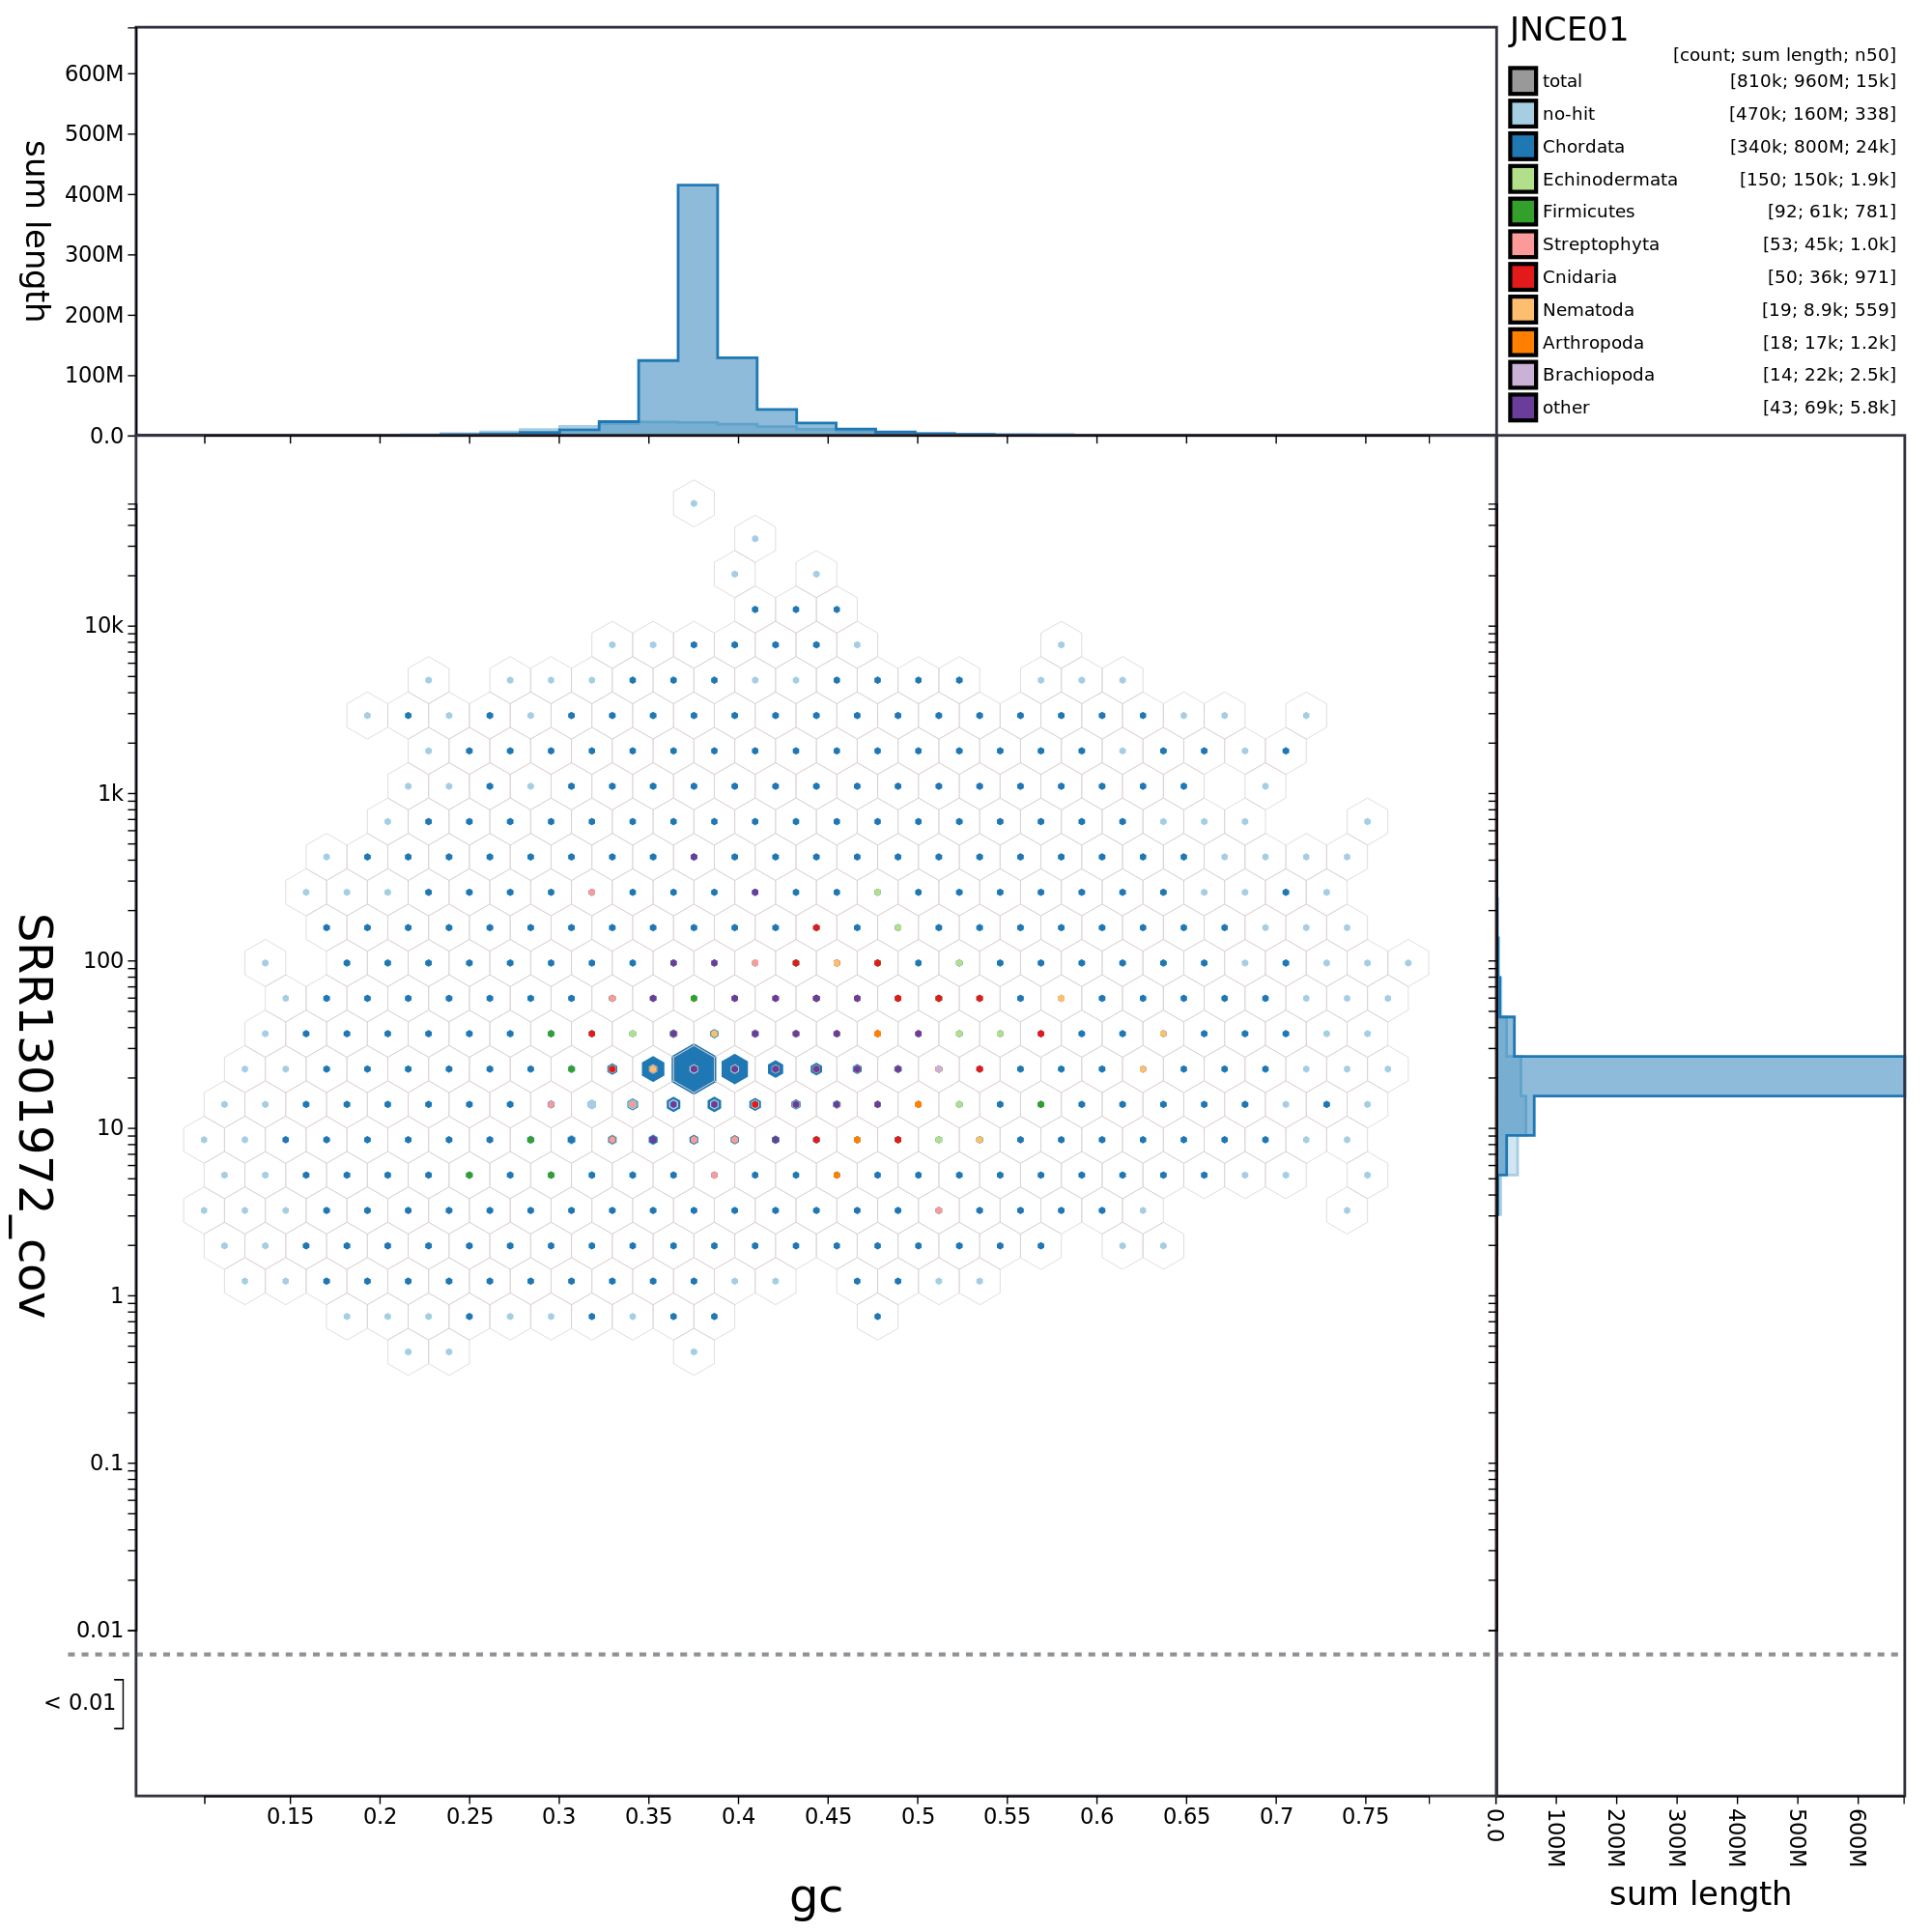 JNCE01
[count; sum length; n50]
total [810k; 960M; 15k]
no-hit [470k; 160M; 338]
Chordata [340k; 800M; 24k]
Echinodermata [150; 150k; 1.9k]
Firmicutes [92; 61k; 781]
Streptophyta [53; 45k; 1.0k]
Cnidaria [50; 36k; 971]
Nematoda [19; 8.9k; 559]
Arthropoda [18; 17k; 1.2k]
Brachiopoda [14; 22k; 2.5k]
other [43; 69k; 5.8k]
sum length
600M
500M
400M
300M
200M
100M
0.0
SRR1301972_cov
10k
1k
100
10
1
0.1
0.01
< 0.01
0.15 0.2 0.25 0.3 0.35 0.4 0.45 0.5 0.55 0.6 0.65 0.7 0.75
gc
0.0 100M 200M 300M 400M 500M 600M
sum length